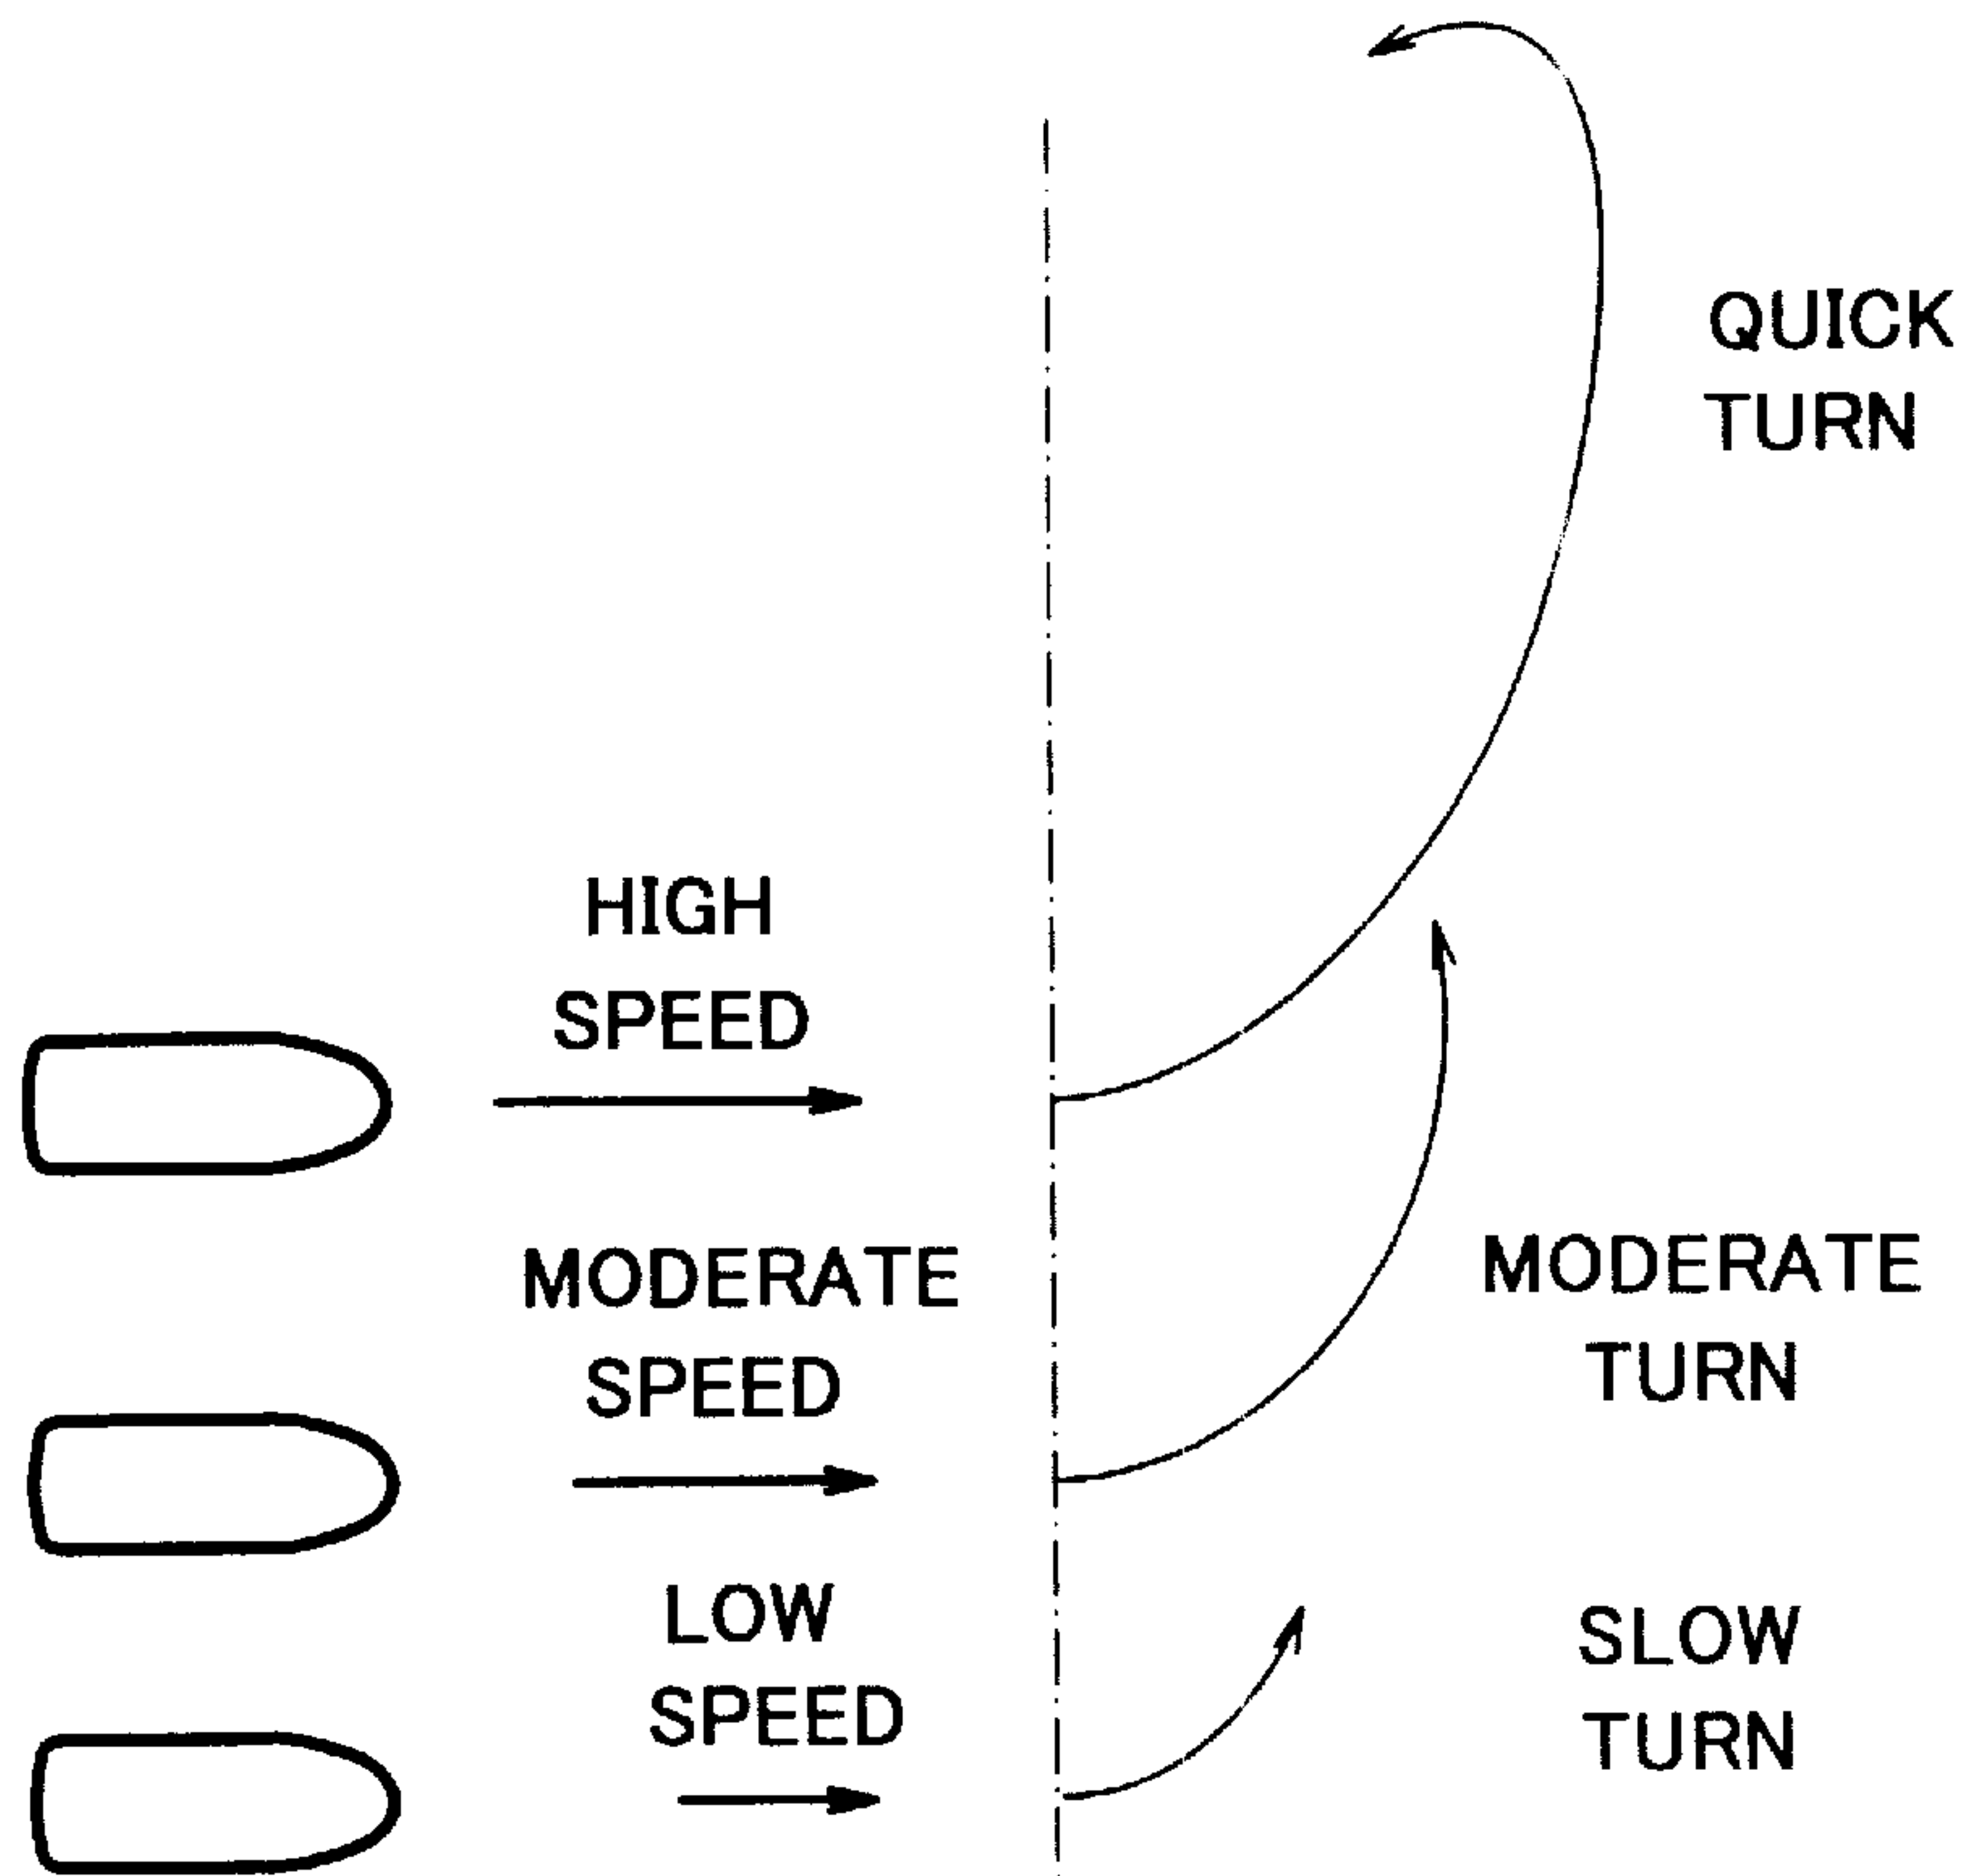 QUICK
TURN
HIGH
SPEED
MODERATE
SPEED
MODERATE
TURN
LOW
SPEED
SLOW
TURN